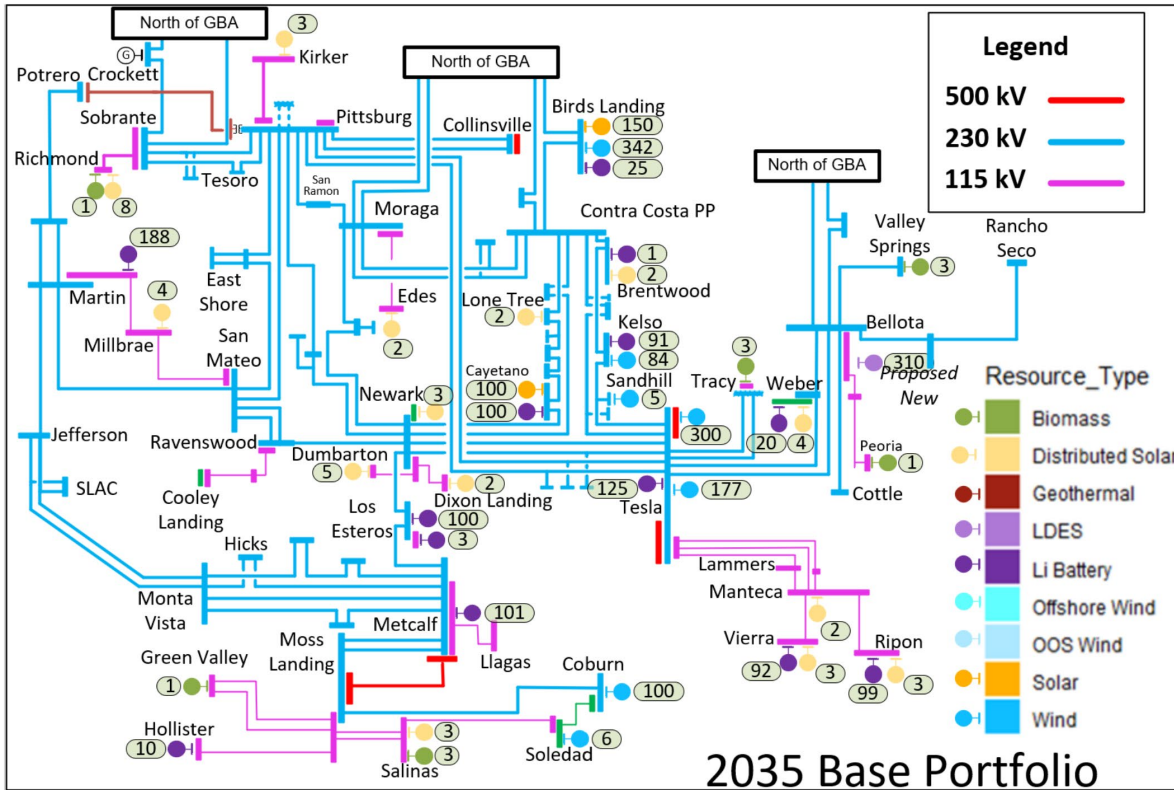 North of GBA
3
Kirker
North of GBA
Legend
500 kV
230 kV
115 kV
G
Potrero
Crockett
Sobrante
Pittsburg
Collinsville
Birds Landing
150
342
25
Richmond
1
8
Tesoro
San
Ramon
Moraga
North of GBA
Contra Costa PP
Valley
Springs
3
Rancho
Seco
188
East
Shore
1
2
Brentwood
Martin
4
Edes
2
Lone Tree
2
Kelso
91
84
Bellota
310
Proposed
New
Millbrae
San
Mateo
Cayetano
100
100
Sandhill
5
3
Tracy
Weber
20
4
Newark
3
300
Peoria
1
Cottle
Jefferson
Ravenswood
Dumbarton
5
2
Dixon Landing
125
177
Tesla
SLAC
Cooley
Landing
Los
Esteros
100
3
Hicks
Lammers
Manteca
2
Monta
Vista
Metcalf
101
Llagas
Vierra
92
3
Ripon
99
3
Moss
Landing
Green Valley
1
Coburn
100
Hollister
10
3
3
Salinas
6
Soledad
Resource_Type
Biomass
Distributed Solar
Geothermal
LDES
Li Battery
Offshore Wind
OOS Wind
Solar
Wind
2035 Base Portfolio